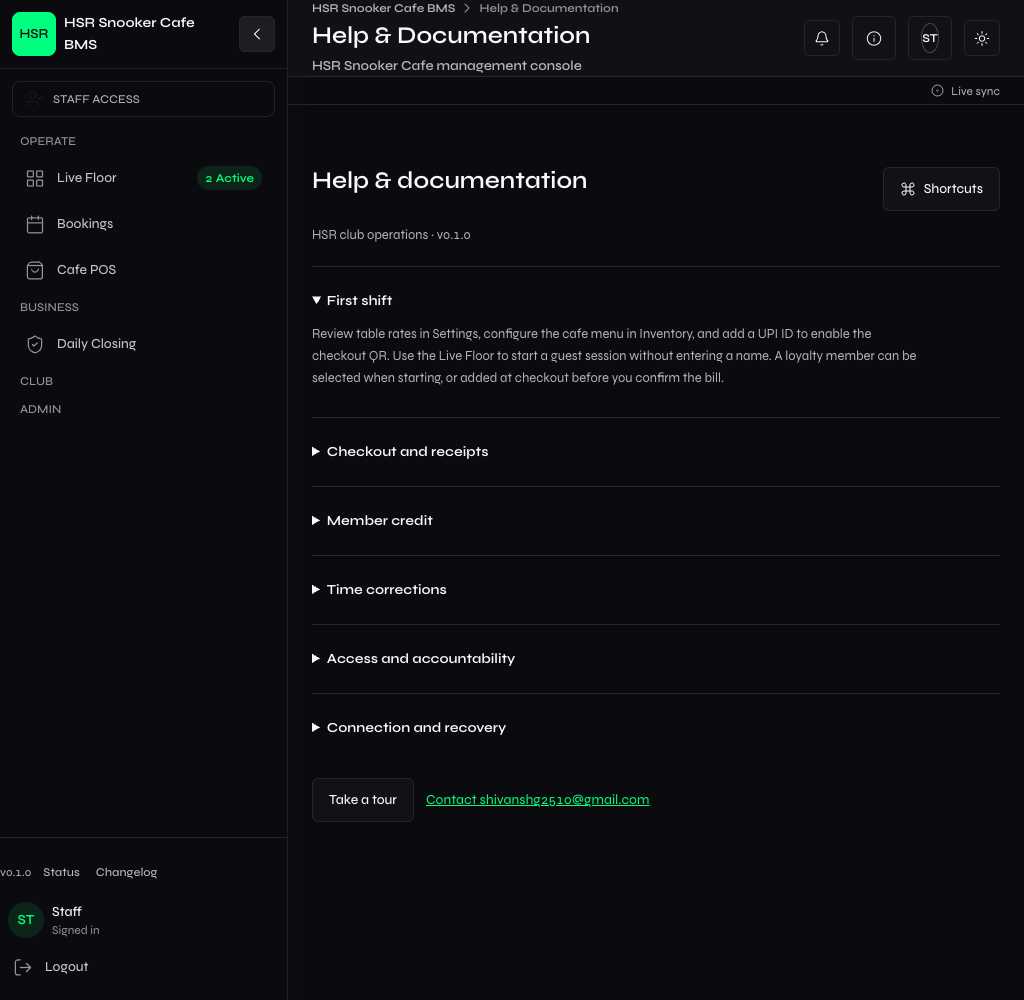 HSR
HSR Snooker Cafe
BMS
STAFF ACCESS
OPERATE
Live Floor
2 Active
Bookings
Cafe POS
BUSINESS
Daily Closing
CLUB
ADMIN
v0.1.0
Status
Changelog
ST
Staff
Signed in
Logout
HSR Snooker Cafe BMS
Help & Documentation
Help & Documentation
HSR Snooker Cafe management console
ST
Live sync
Help & documentation
Shortcuts
HSR club operations · v0.1.0
First shift
Review table rates in Settings, configure the cafe menu in Inventory, and add a UPI ID to enable the
checkout QR. Use the Live Floor to start a guest session without entering a name. A loyalty member can be
selected when starting, or added at checkout before you confirm the bill.
Checkout and receipts
Member credit
Time corrections
Access and accountability
Connection and recovery
Take a tour
Contact shivanshg2510@gmail.com